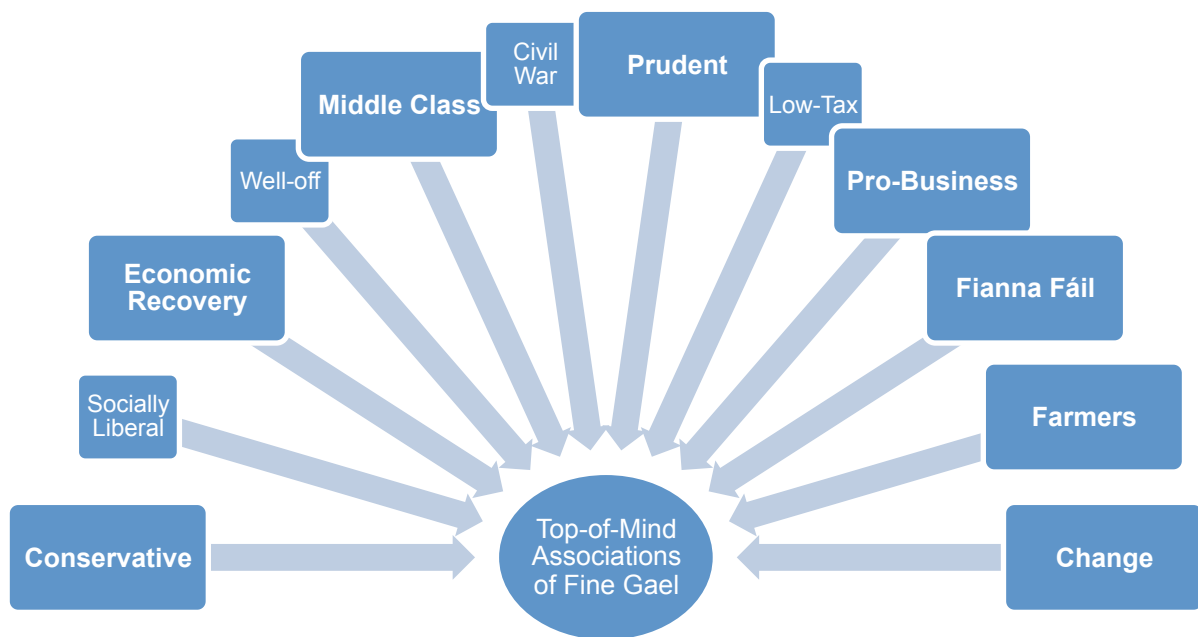 Conservative
Socially
Liberal
Economic
Recovery
Well-off
Middle Class
Civil
War
Prudent
Low-Tax
Pro-Business
Fianna Fáil
Farmers
Change
Top-of-Mind
Associations
of Fine Gael